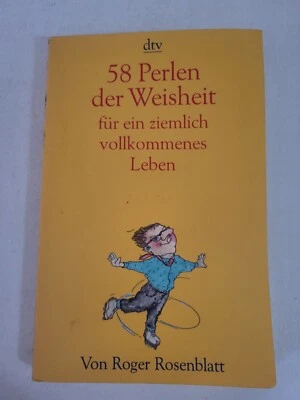 dtv
58 Perlen
der Weisheit
für ein ziemlich
vollkommenes
Leben
Von Roger Rosenblatt